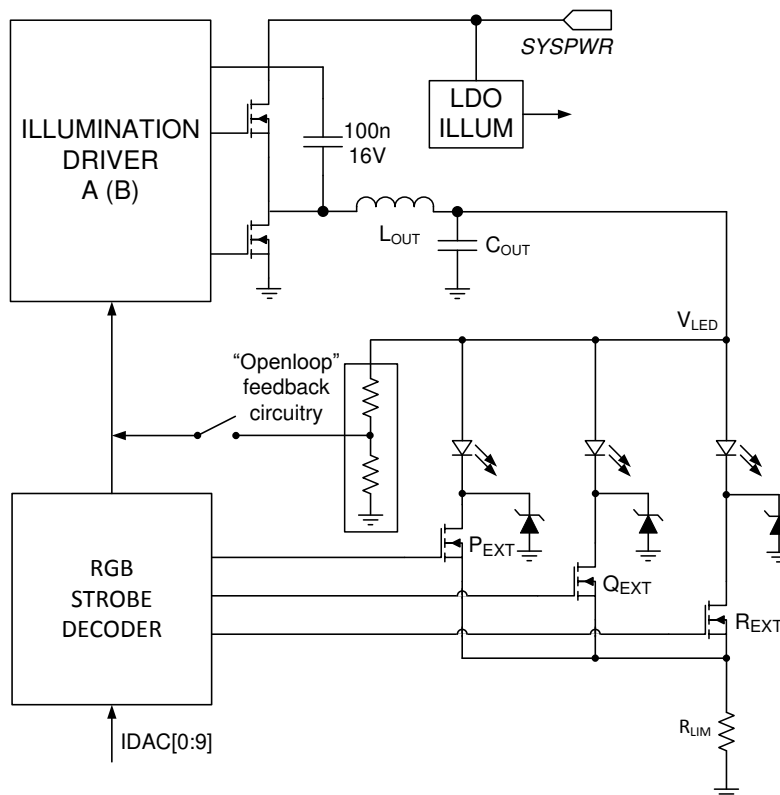 SYSPWR
ILLUMINATION
DRIVER
A (B)
100n
16V
LDO
ILLUM
LOUT
COUT
VLED
“Openloop”
feedback
circuitry
PEXT
QEXT
REXT
RGB
STROBE
DECODER
RLIM
IDAC[0:9]